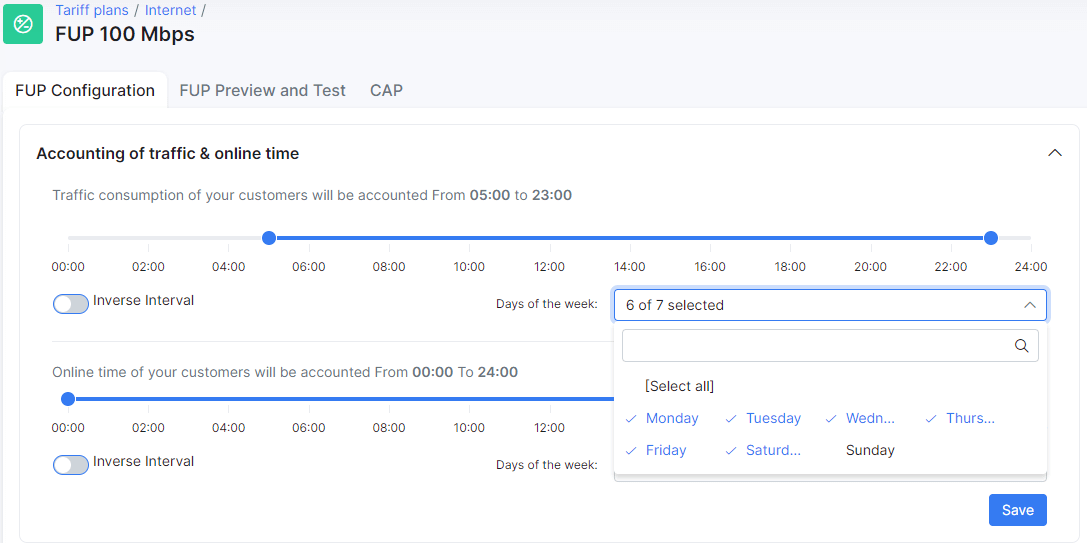 Tariff plans / Internet /
FUP 100 Mbps
FUP Configuration FUP Preview and Test CAP
Accounting of traffic & online time
Traffic consumption of your customers will be accounted From 05:00 to 23:00
00:00 02:00 04:00 06:00 08:00 10:00 12:00 14:00 16:00 18:00 20:00 22:00 24:00
Inverse Interval Days of the week: 6 of 7 selected
[Select all]
Online time of your customers will be accounted From 00:00 To 24:00
Monday Tuesday Wedn... Thurs...
00:00 02:00 04:00 06:00 08:00 10:00 12:00
Friday Saturd... Sunday
Inverse Interval Days of the week:
Save